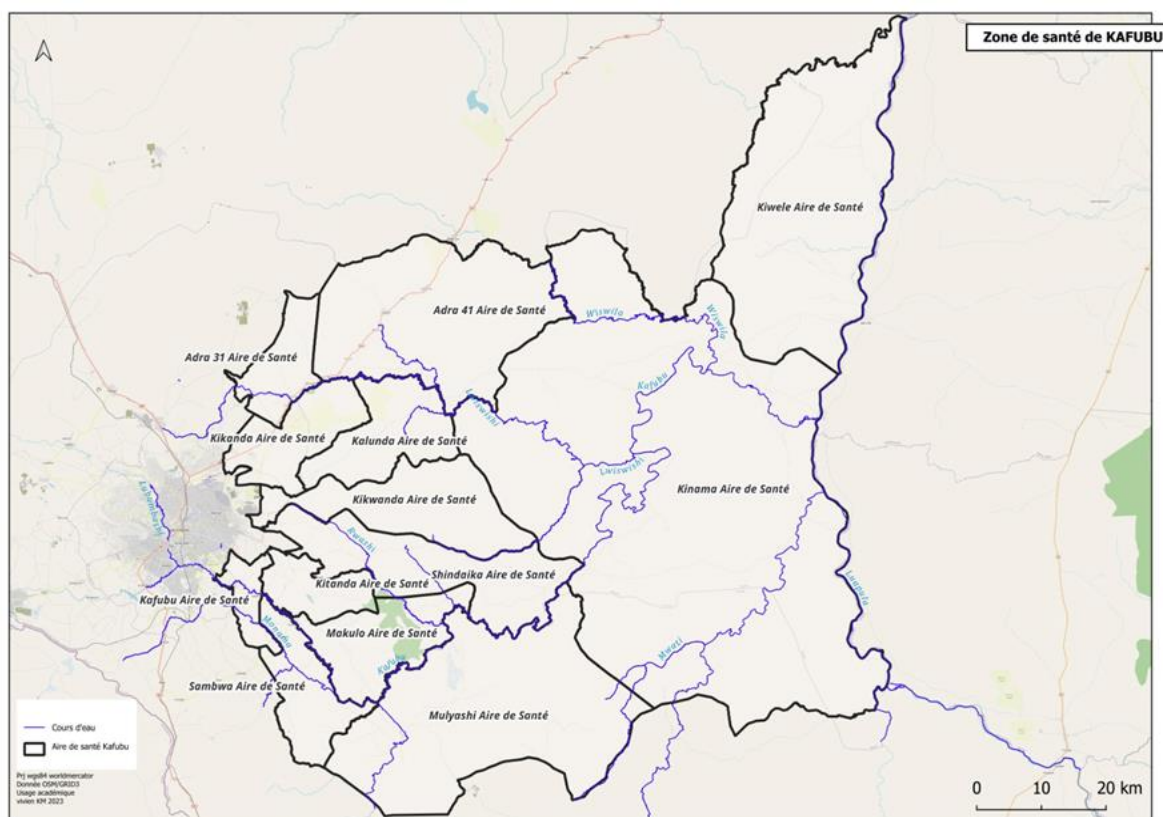 Zone de santé de KAFUBU
Kiwele Aire de Santé
Adra 41 Aire de Santé
Wiswila
Wiswila
Adra 31 Aire de Santé
Kafubu
Kikanda Aire de Santé
Kalunda Aire de Santé
Lwiswishi
Kinama Aire de Santé
Kikwanda Aire de Santé
Lubumbashi
Rwashi
Shindaika Aire de Santé
Kitanda Aire de Santé
Luapula
Kafubu Aire de Santé
Makulo Aire de Santé
Kafubu
Mwati
Sambwa Aire de Santé
Mulyashi Aire de Santé
Cours d'eau
Aire de santé Kafubu
Prj wgs84 worldmercator
Donnée OSM/GRID3
Usage académique
vivien KM 2023
0 10 20 km